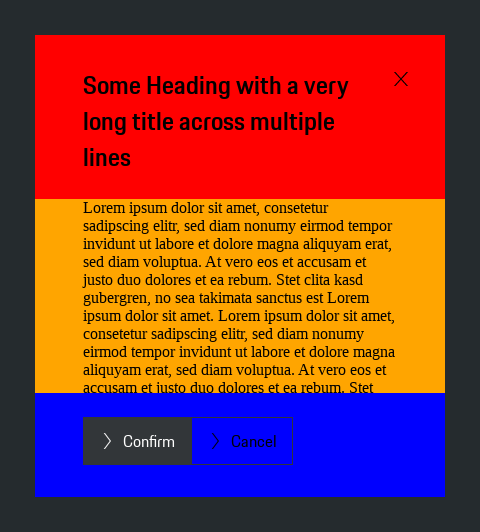 Some Heading with a very
long title across multiple
lines
Lorem ipsum dolor sit amet, consetetur
sadipscing elitr, sed diam nonumy eirmod tempor
invidunt ut labore et dolore magna aliquyam erat,
sed diam voluptua. At vero eos et accusam et
justo duo dolores et ea rebum. Stet clita kasd
gubergren, no sea takimata sanctus est Lorem
ipsum dolor sit amet. Lorem ipsum dolor sit amet,
consetetur sadipscing elitr, sed diam nonumy
eirmod tempor invidunt ut labore et dolore magna
aliquyam erat, sed diam voluptua. At vero eos et
accusam et justo duo dolores et ea rebum. Stet
Confirm
Cancel